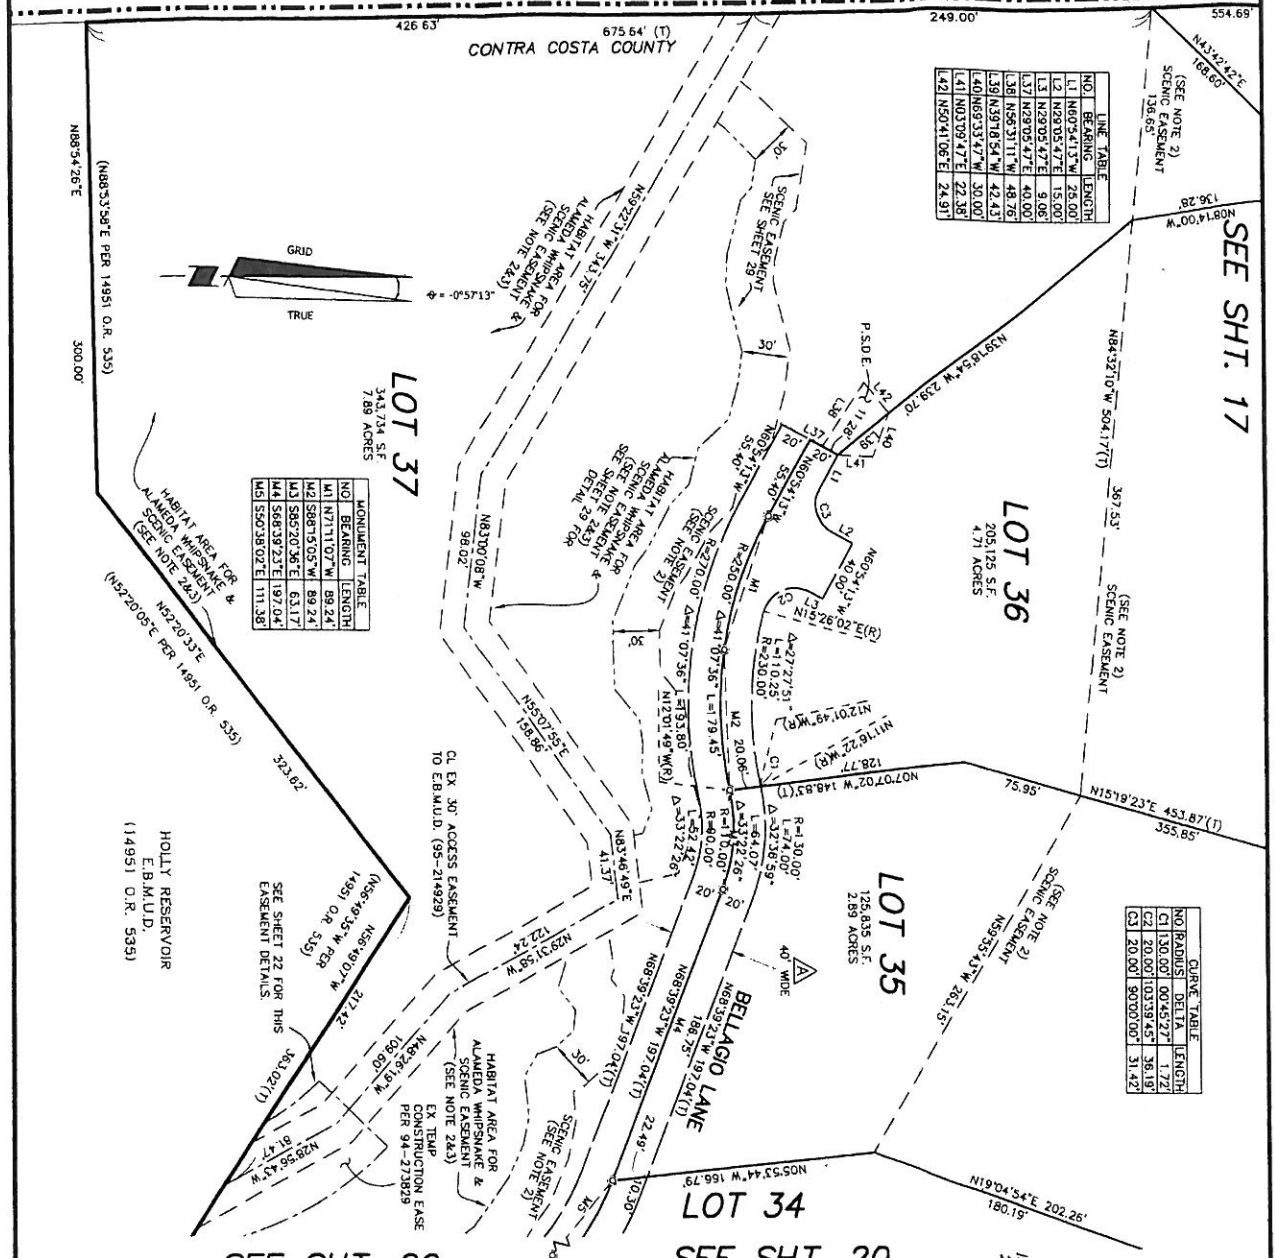 426.63'
675.64' (T)
249.00'
554.69'
CONTRA COSTA COUNTY
N43°42'42"E
168.60'
(SEE NOTE 2)
SCENIC EASEMENT
136.65'
136.28'
N08°14'00"W
SEE SHT. 17
LINE TABLE
NO. BEARING LENGTH
L1 N60°54'13"W 25.00'
L2 N29°05'47"E 15.00'
L3 N29°05'47"E 9.06'
L37 N29°05'47"E 40.00'
L38 N56°31'11"W 48.76'
L39 N39°18'54"W 42.43'
L40 N69°33'47"W 30.00'
L41 N03°09'47"E 22.38'
L42 N50°41'06"E 24.91'
N88°54'26"E
300.00'
(N88°53'58"E PER 14951 O.R. 535)
GRID
TRUE
θ = -0°57'13"
N59°22'31"W 343.75'
HABITAT AREA FOR
ALAMEDA WHIPSNAKE &
SCENIC EASEMENT
(SEE NOTE 2&3)
30'
SCENIC EASEMENT
SEE SHEET 29
30'
P.S.D.E.
L38
L42
11.28'
L39
L40
L41
L37
N39°18'54"W 239.70'
N84°32'10"W 504.17'(T)
367.53'
(SEE NOTE 2)
SCENIC EASEMENT
LOT 37
343,734 S.F.
7.89 ACRES
MONUMENT TABLE
NO BEARING LENGTH
M1 N71°11'07"W 89.24'
M2 S88°15'05"W 89.24'
M3 S85°20'36"E 63.17'
M4 S68°39'23"E 197.04'
M5 S50°38'02"E 111.38'
HABITAT AREA FOR
ALAMEDA WHIPSNAKE &
SCENIC EASEMENT
(SEE NOTE 2&3)
N52°20'33"E
(N52°20'05"E PER 14951 O.R. 535)
323.62'
N83°00'08"W
98.02'
HABITAT AREA FOR
ALAMEDA WHIPSNAKE &
SCENIC EASEMENT
(SEE NOTE 2&3)
SEE SHEET 29 FOR
DETAIL
SCENIC EASEMENT
(SEE NOTE 2)
30'
N60°54'13"W
55.40'
20'
20'
N60°54'13"W
55.40'
L1
C3
L2
N60°54'13"W
40.00'
L3
C2
N15°26'02"E(R)
M1
R=250.00' Δ=41°07'36" L=179.45'
R=270.00' Δ=41°07'36" L=193.80'
Δ=27°27'51"
L=110.25'
R=230.00'
N12°01'49"W(R)
N12°01'49"W(R)
N11°16'22"W(R)
M2
20.06'
C1
128.77'
N07°07'02"W 148.83'(T)
LOT 36
205,125 S.F.
4.71 ACRES
75.95'
N15°19'23"E 453.87'(T)
355.85'
N55°07'55"E
158.86'
N83°46'49"E
41.37'
CL EX 30' ACCESS EASEMENT
TO E.B.M.U.D. (95-214929)
122.24'
N29°31'58"W
R=130.00'
L=74.00'
Δ=32°36'59"
Δ=33°22'26"
L=64.07'
R=110.00'
R=90.00'
L=52.42'
Δ=33°22'26"
20'
20'
LOT 35
125,835 S.F.
2.89 ACRES
A
40' WIDE
(SEE NOTE 2)
SCENIC EASEMENT
N59°55'43"W 263.15'
CURVE TABLE
NO RADIUS DELTA LENGTH
C1 130.00' 00°45'27" 1.72'
C2 20.00' 103°39'45" 36.19'
C3 20.00' 90°00'00" 31.42'
HOLLY RESERVOIR
E.B.M.U.D.
(14951 O.R. 535)
SEE SHEET 22 FOR THIS
EASEMENT DETAILS.
(N56°49'35"W PER
14951 O.R. 535)
N56°49'07"W
217.42'
363.02'(T)
N48°26'19"W
109.60'
N28°56'43"W
81.47'
HABITAT AREA FOR
ALAMEDA WHIPSNAKE &
SCENIC EASEMENT
(SEE NOTE 2&3)
EX TEMP
CONSTRUCTION EASE
PER 94-273829
30'
SCENIC EASEMENT
(SEE NOTE 2)
N68°39'23"W 197.04'(T)
N68°39'23"W 197.04'(T)
M4
186.75'
N68°39'23"W 197.04'(T)
BELLAGIO LANE
22.49'
10.30'
M5
N05°53'44"W 166.79'
N19°04'54"E 202.26'
180.19'
LOT 34
SEE SHT. 20